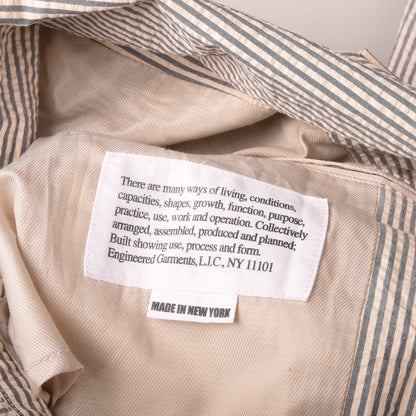 There are many ways of living, conditions,
capacities, shapes, growth, function, purpose,
practice, use, work and operation. Collectively
arranged, assembled, produced and planned;
Built showing use, process and form.
Engineered Garments, L.I.C., NY 11101
MADE IN NEW YORK